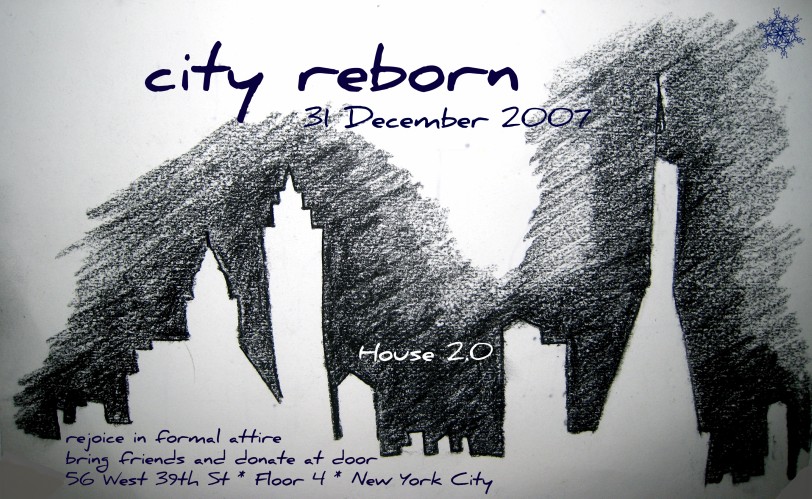 city reborn
31 December 2007
House 2.0
rejoice in formal attire
bring friends and donate at door
56 West 39th St * Floor 4 * New York City